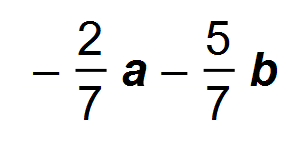 – 2/7 a – 5/7 b